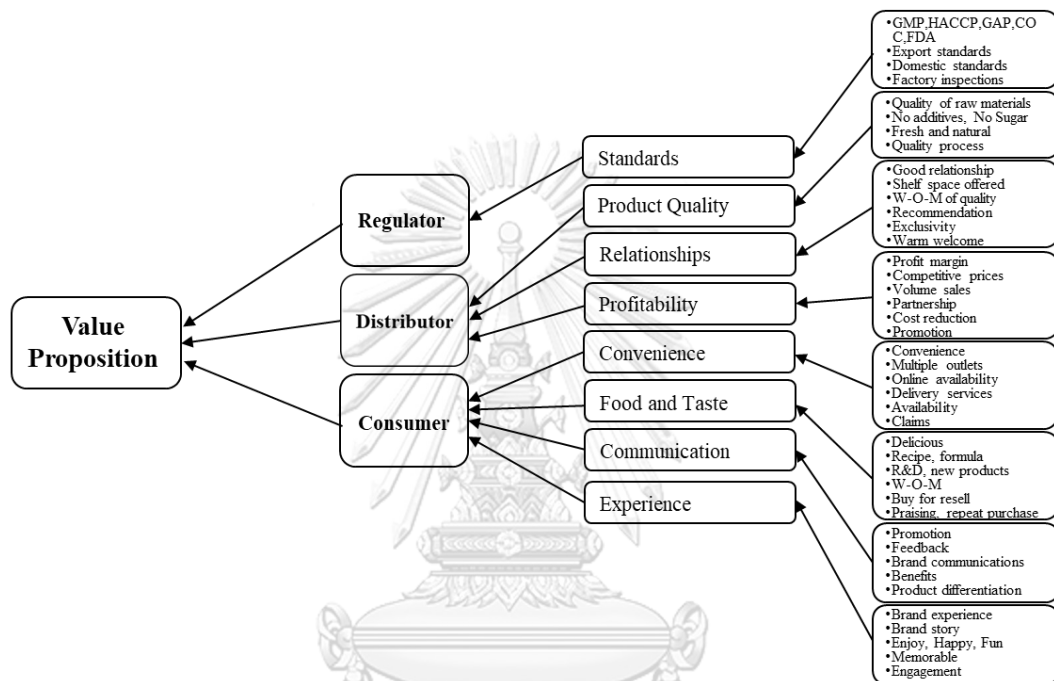 Value
Proposition
Regulator
Distributor
Consumer
Standards
Product Quality
Relationships
Profitability
Convenience
Food and Taste
Communication
Experience
•GMP,HACCP,GAP,CO
C,FDA
•Export standards
•Domestic standards
•Factory inspections
•Quality of raw materials
•No additives, No Sugar
•Fresh and natural
•Quality process
•Good relationship
•Shelf space offered
•W-O-M of quality
•Recommendation
•Exclusivity
•Warm welcome
•Profit margin
•Competitive prices
•Volume sales
•Partnership
•Cost reduction
•Promotion
•Convenience
•Multiple outlets
•Online availability
•Delivery services
•Availability
•Claims
•Delicious
•Recipe, formula
•R&D, new products
•W-O-M
•Buy for resell
•Praising, repeat purchase
•Promotion
•Feedback
•Brand communications
•Benefits
•Product differentiation
•Brand experience
•Brand story
•Enjoy, Happy, Fun
•Memorable
•Engagement